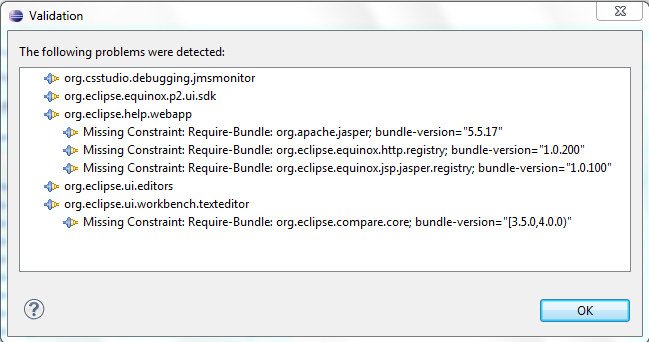 Validation
The following problems were detected:
org.csstudio.debugging.jmsmonitor
org.eclipse.equinox.p2.ui.sdk
org.eclipse.help.webapp
Missing Constraint: Require-Bundle: org.apache.jasper; bundle-version="5.5.17"
Missing Constraint: Require-Bundle: org.eclipse.equinox.http.registry; bundle-version="1.0.200"
Missing Constraint: Require-Bundle: org.eclipse.equinox.jsp.jasper.registry; bundle-version="1.0.100"
org.eclipse.ui.editors
org.eclipse.ui.workbench.texteditor
Missing Constraint: Require-Bundle: org.eclipse.compare.core; bundle-version="[3.5.0,4.0.0)"
?
OK